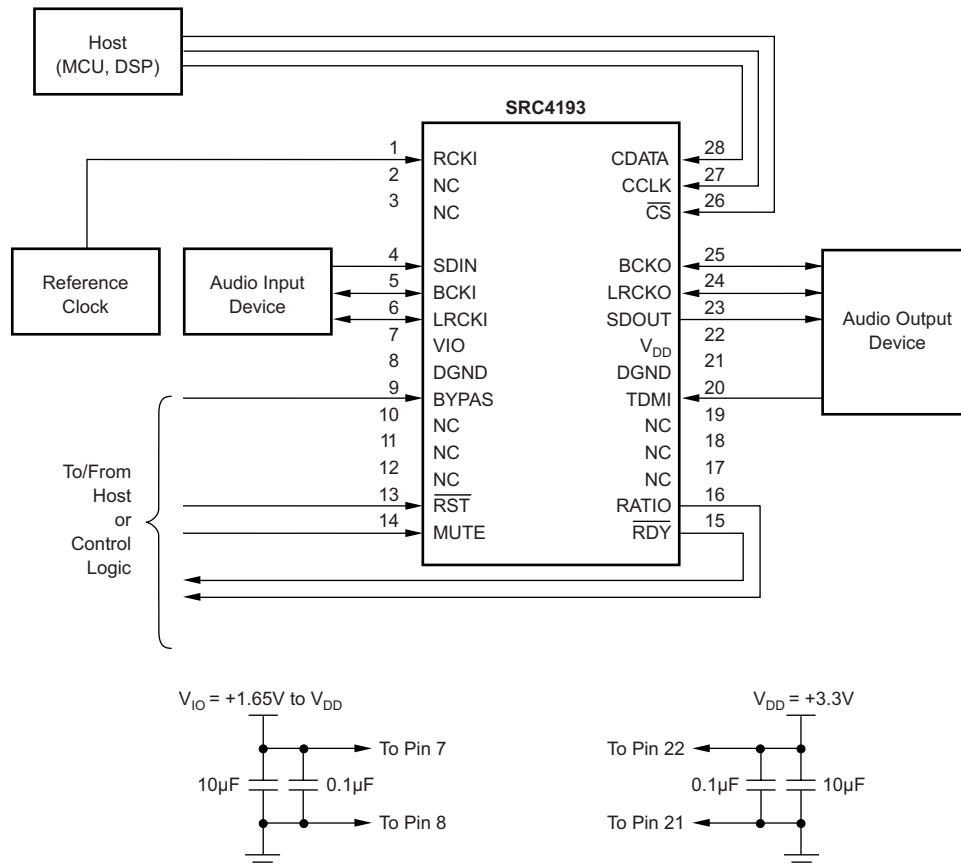 Host
(MCU, DSP)
SRC4193
1 RCKI CDATA 28
2 NC CCLK 27
3 NC CS 26
Reference
Clock
Audio Input
Device
4 SDIN BCKO 25
5 BCKI LRCKO 24
6 LRCKI SDOUT 23
7 VIO VDD 22
8 DGND DGND 21
9 BYPAS TDMI 20
10 NC NC 19
11 NC NC 18
12 NC NC 17
13 RST RATIO 16
14 MUTE RDY 15
Audio Output
Device
To/From
Host
or
Control
Logic
VIO = +1.65V to VDD
To Pin 7
10µF 0.1µF
To Pin 8
VDD = +3.3V
To Pin 22
0.1µF 10µF
To Pin 21